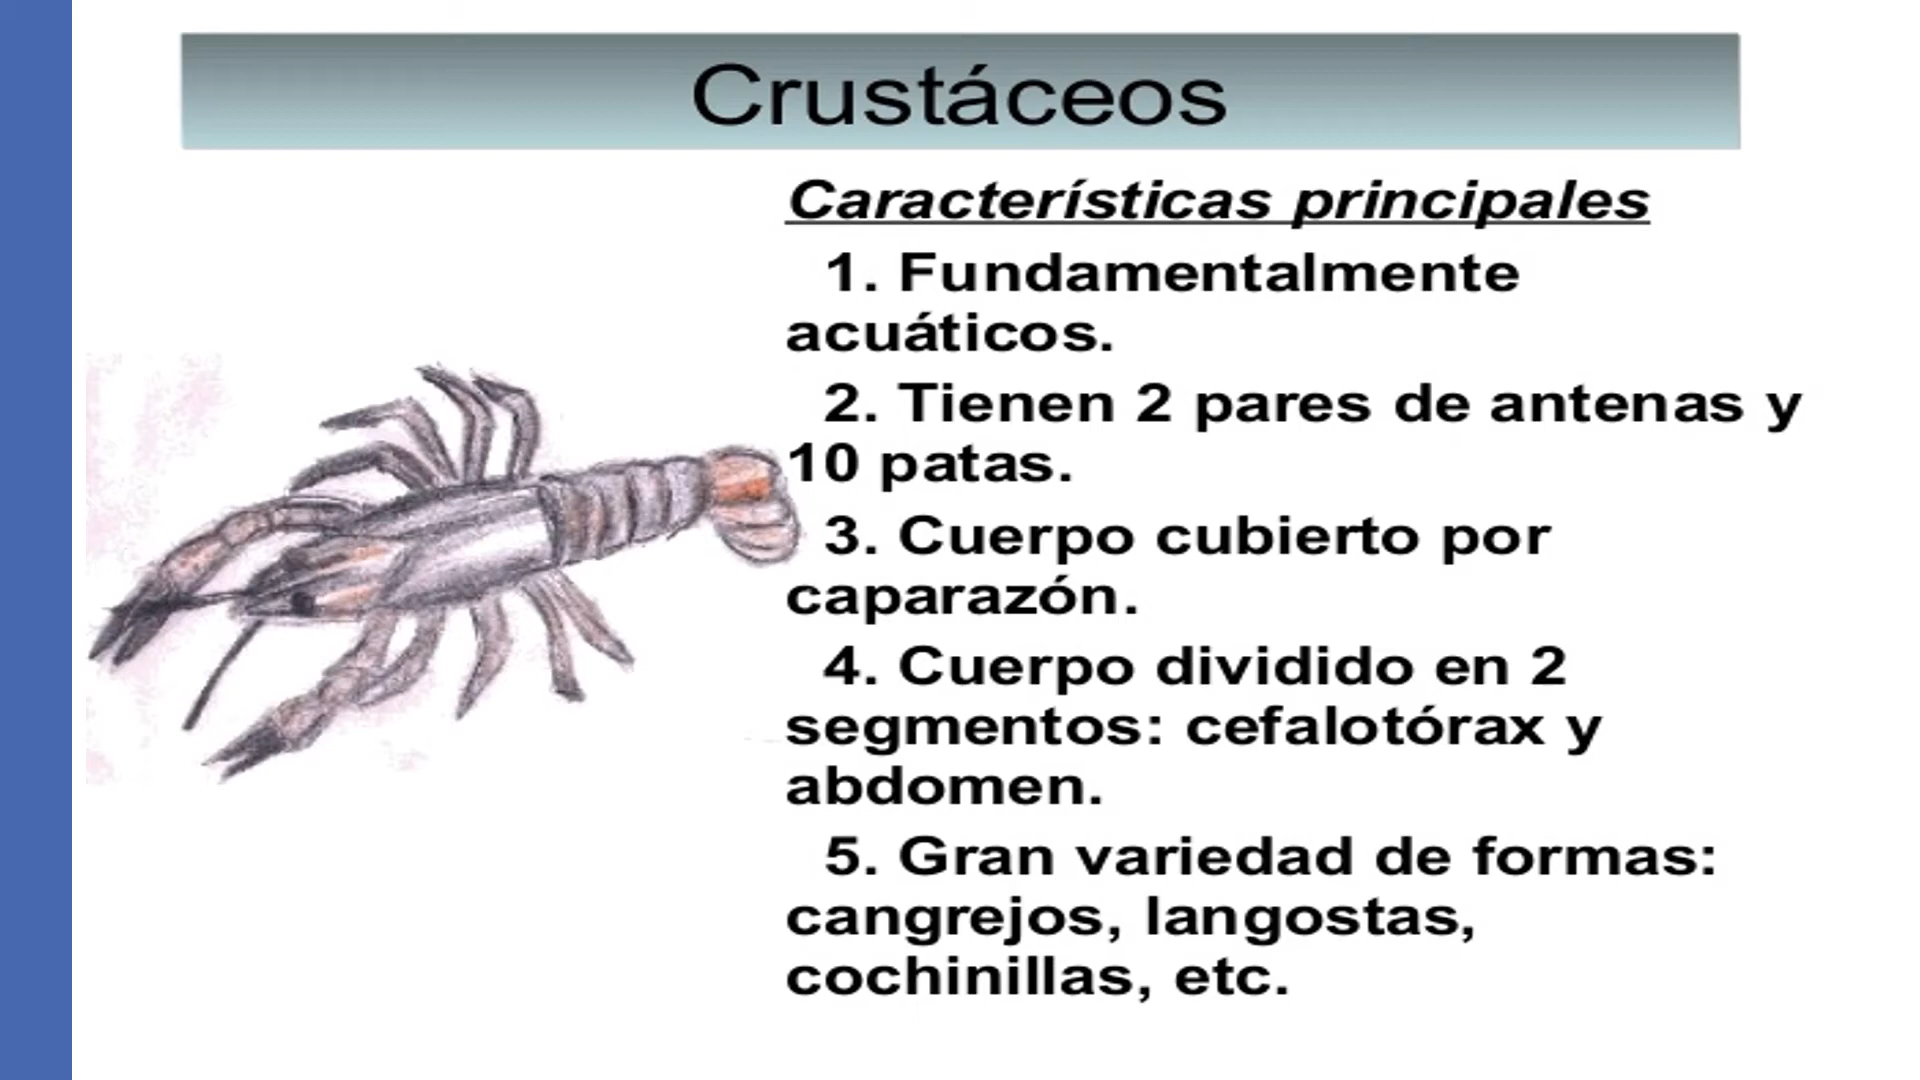 Crustáceos
Características principales
1. Fundamentalmente
acuáticos.
2. Tienen 2 pares de antenas y
10 patas.
3. Cuerpo cubierto por
caparazón.
4. Cuerpo dividido en 2
segmentos: cefalotórax y
abdomen.
5. Gran variedad de formas:
cangrejos, langostas,
cochinillas, etc.